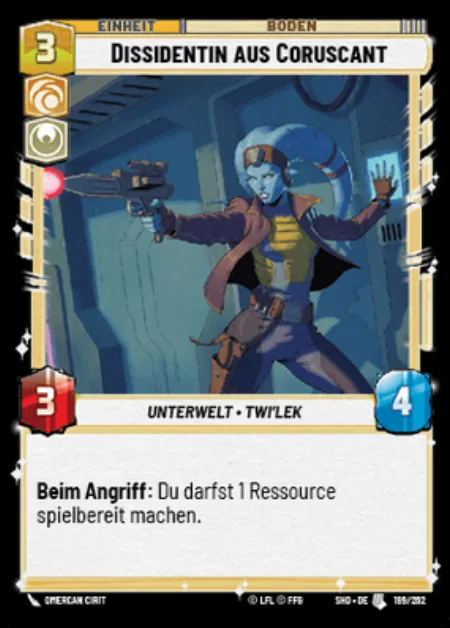 EINHEIT
BODEN
3
DISSIDENTIN AUS CORUSCANT
3
UNTERWELT • TWI'LEK
4
Beim Angriff: Du darfst 1 Ressource
spielbereit machen.
OMERCAN CIRIT
© LFL © FFG
SHD • DE
199/262